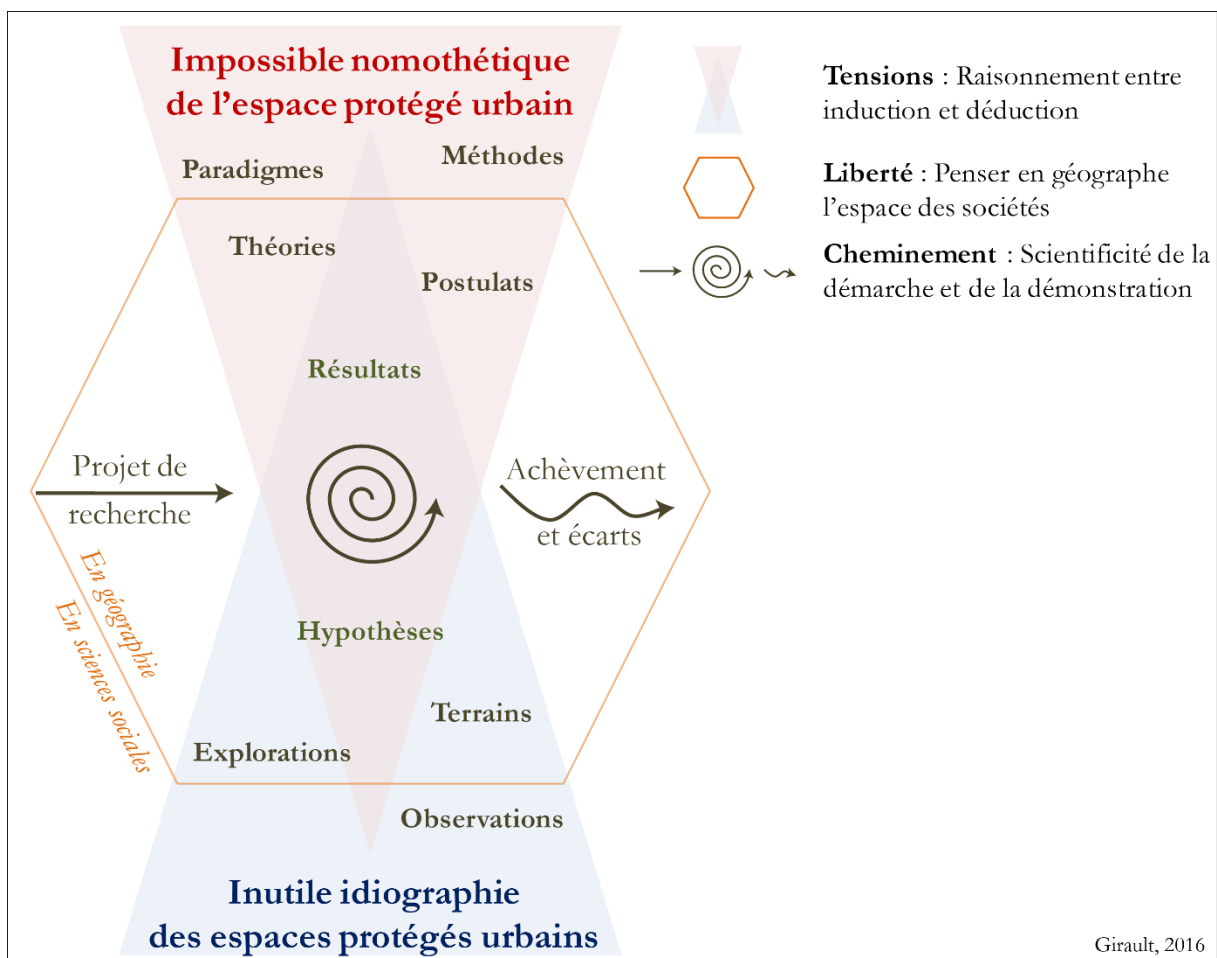 Impossible nomothétique
de l'espace protégé urbain
Paradigmes
Méthodes
Théories
Postulats
Résultats
Projet de
recherche
Achèvement
et écarts
En géographie
En sciences sociales
Hypothèses
Terrains
Explorations
Observations
Inutile idiographie
des espaces protégés urbains
Tensions : Raisonnement entre
induction et déduction
Liberté : Penser en géographe
l'espace des sociétés
Cheminement : Scientificité de la
démarche et de la démonstration
Girault, 2016